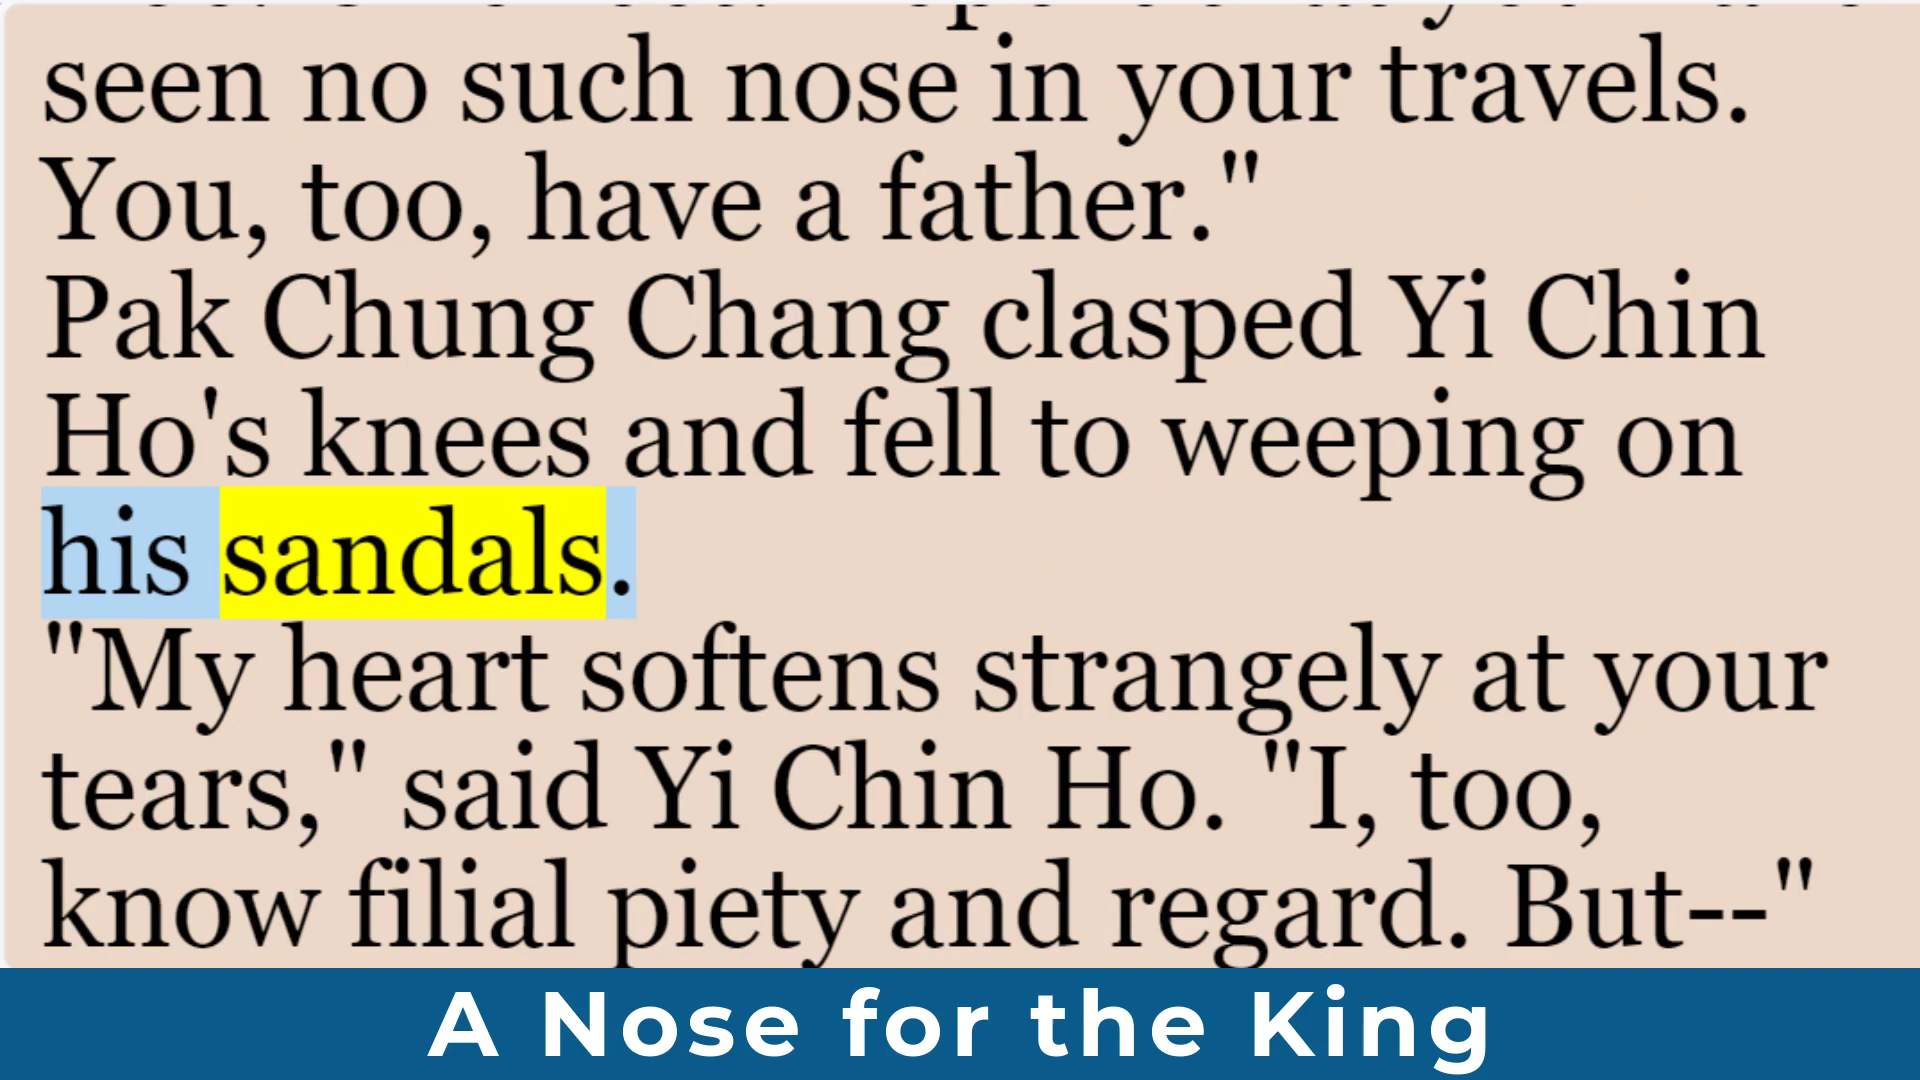 seen no such nose in your travels.
You, too, have a father."
Pak Chung Chang clasped Yi Chin
Ho's knees and fell to weeping on
his sandals.
"My heart softens strangely at your
tears," said Yi Chin Ho. "I, too,
know filial piety and regard. But--"
A Nose for the King